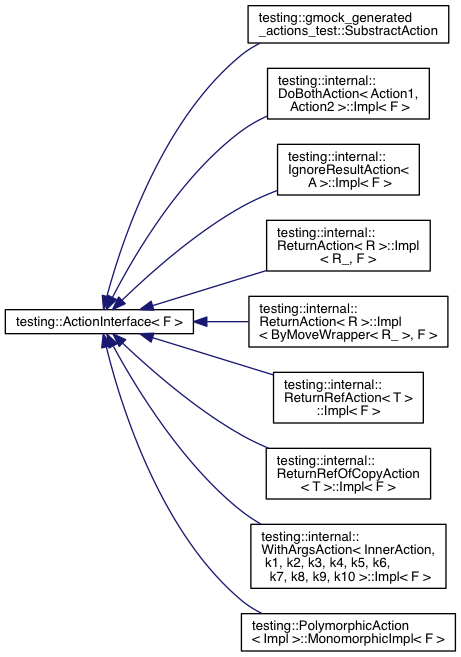 testing::gmock_generated
_actions_test::SubstractAction
testing::internal::
DoBothAction< Action1,
Action2 >::Impl< F >
testing::internal::
IgnoreResultAction<
A >::Impl< F >
testing::internal::
ReturnAction< R >::Impl
< R_, F >
testing::ActionInterface< F >
testing::internal::
ReturnAction< R >::Impl
< ByMoveWrapper< R_ >, F >
testing::internal::
ReturnRefAction< T >
::Impl< F >
testing::internal::
ReturnRefOfCopyAction
< T >::Impl< F >
testing::internal::
WithArgsAction< InnerAction,
k1, k2, k3, k4, k5, k6,
k7, k8, k9, k10 >::Impl< F >
testing::PolymorphicAction
< Impl >::MonomorphicImpl< F >